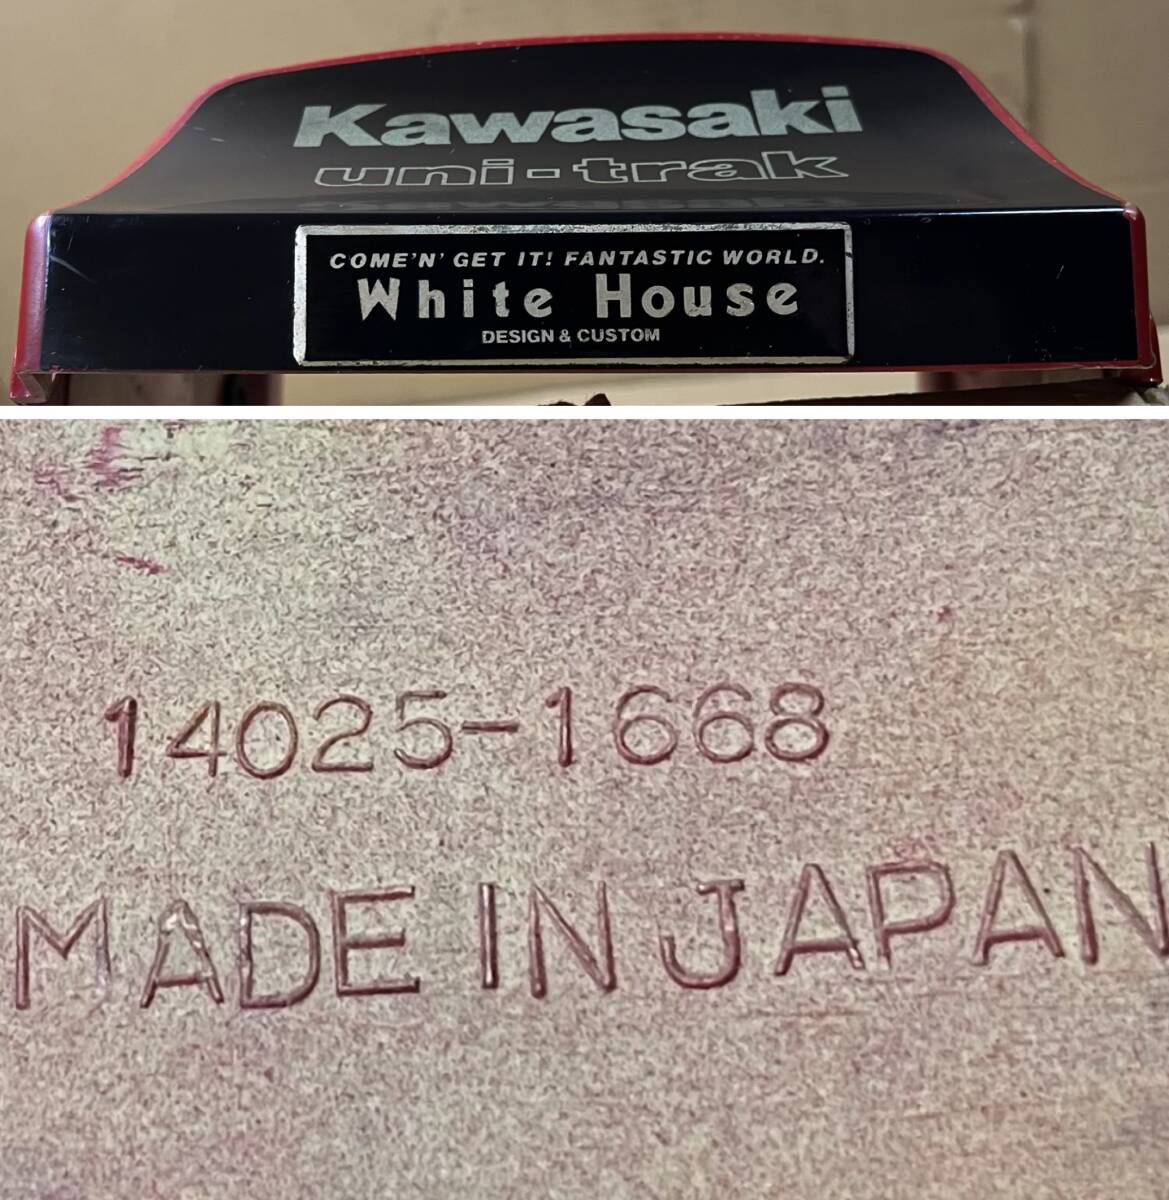 Kawasaki
uni-trak
COME'N' GET IT! FANTASTIC WORLD.
White House
DESIGN & CUSTOM
14025-1668
MADE IN JAPAN